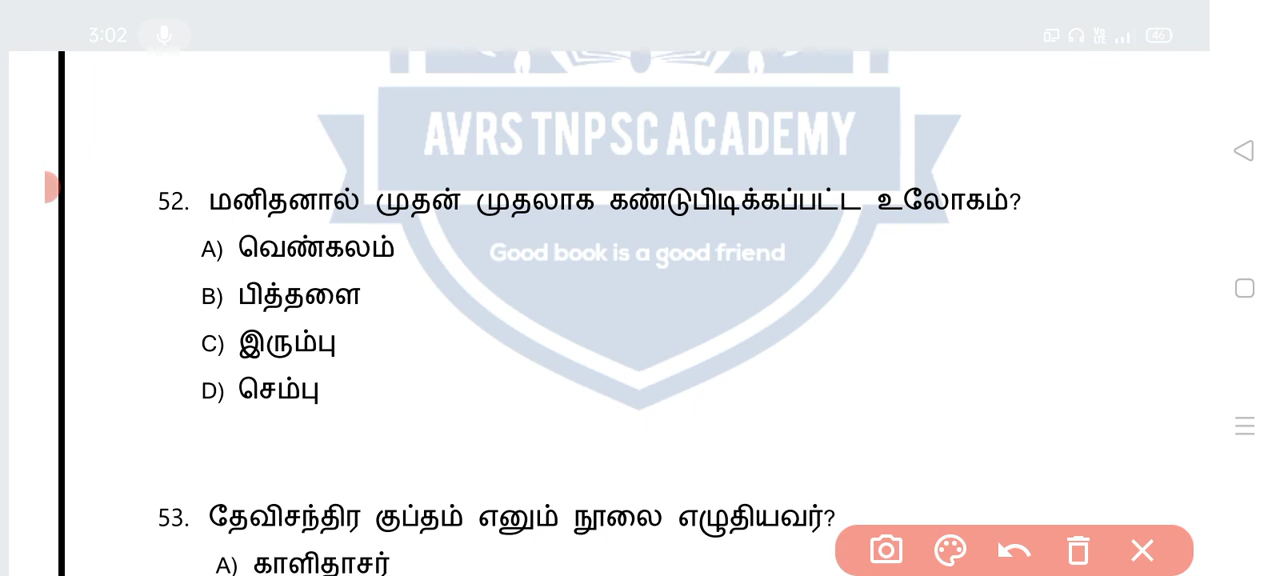 3:02
46
AVRS TNPSC ACADEMY
52. மனிதனால் முதன் முதலாக கண்டுபிடிக்கப்பட்ட உலோகம்?
A) வெண்கலம்
Good book is a good friend
B) பித்தளை
C) இரும்பு
D) செம்பு
53. தேவிசந்திர குப்தம் எனும் நூலை எழுதியவர்?
A) காளிதாசர்